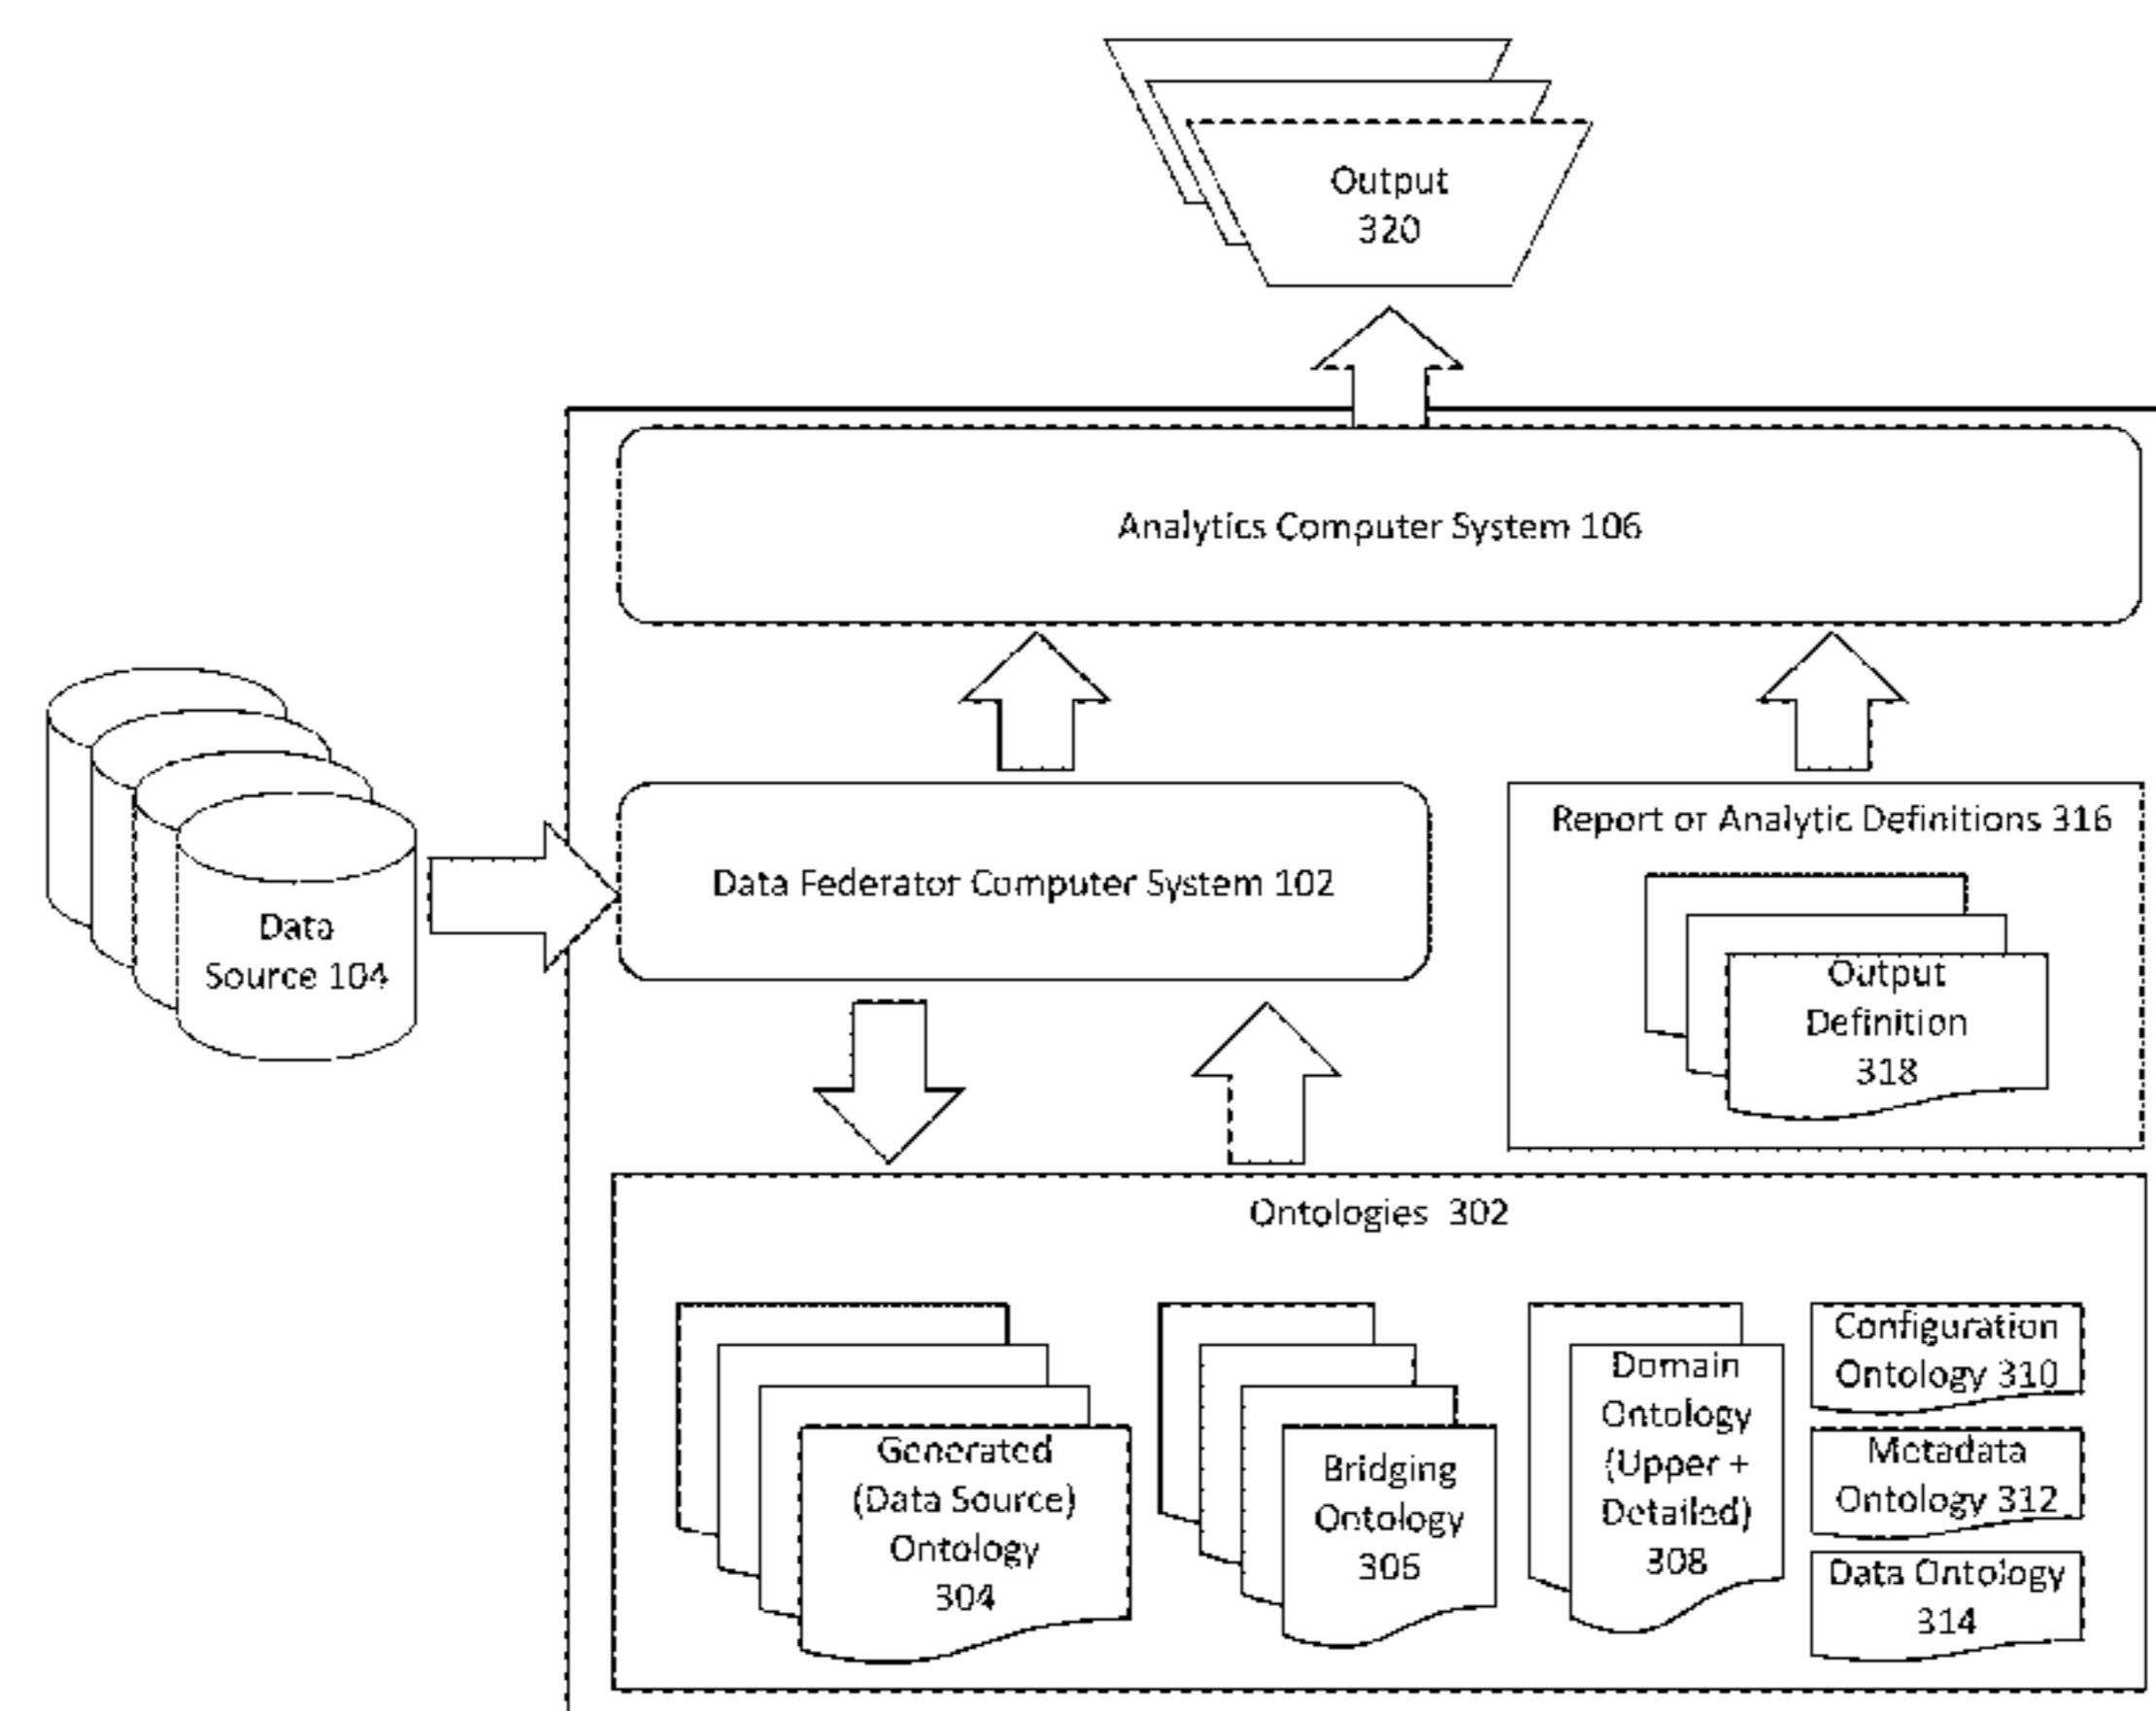 Output
320
Analytics Computer System 106
Data
Source 104
Data Federator Computer System 102
Report or Analytic Definitions 316
Output
Definition
318
Ontologies 302
Generated
(Data Source)
Ontology
304
Bridging
Ontology
306
Domain
Ontology
(Upper +
Detailed)
308
Configuration
Ontology 310
Metadata
Ontology 312
Data Ontology
314